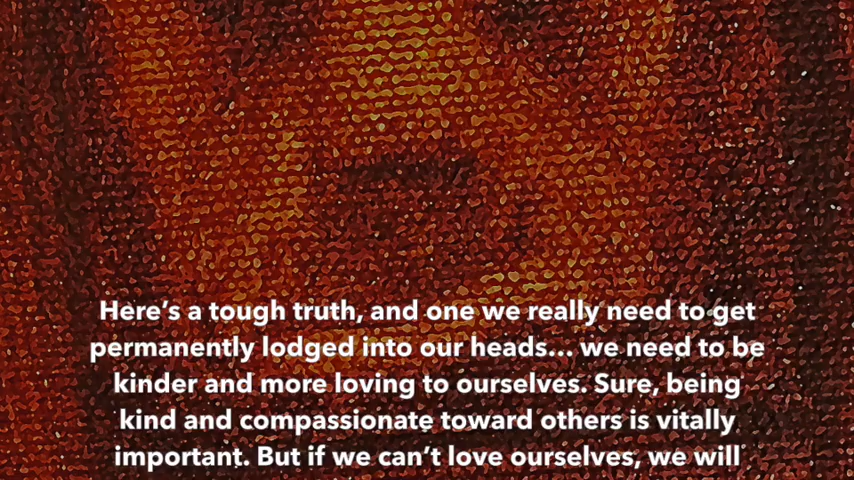 Here’s a tough truth, and one we really need to get
permanently lodged into our heads… we need to be
kinder and more loving to ourselves. Sure, being
kind and compassionate toward others is vitally
important. But if we can’t love ourselves, we will